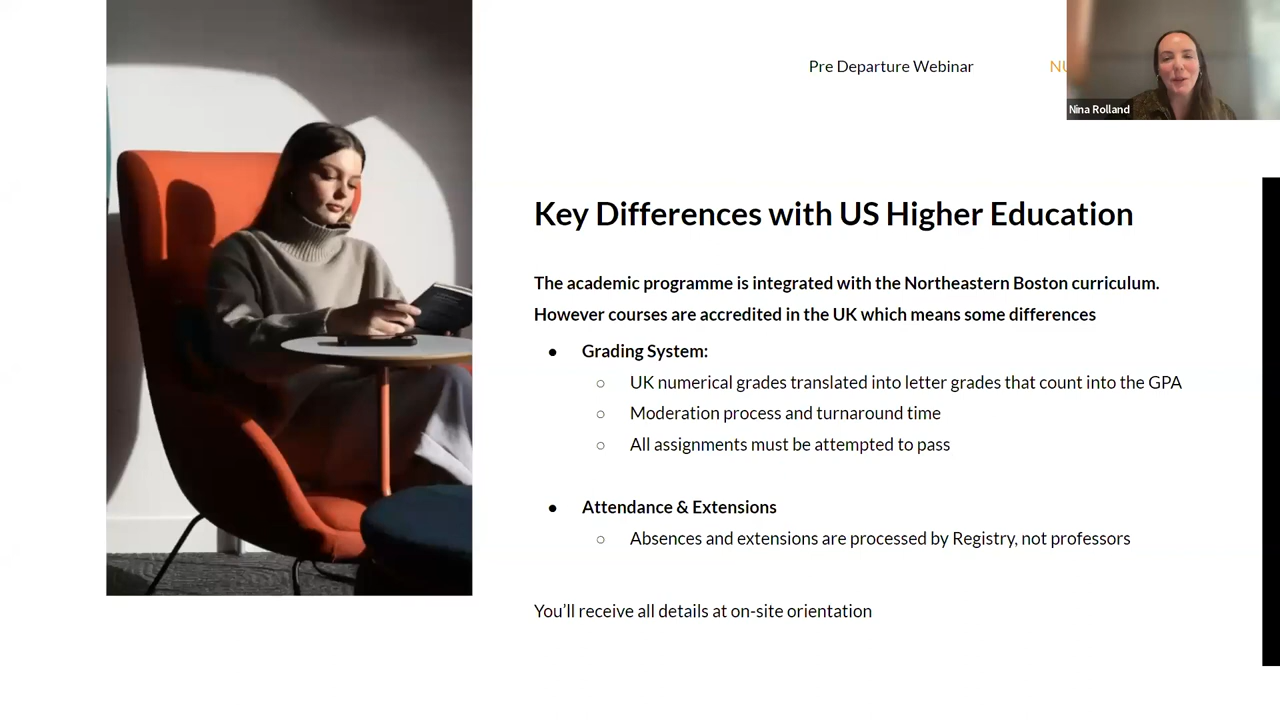 Pre Departure Webinar
NU
Nina Rolland
Key Differences with US Higher Education
The academic programme is integrated with the Northeastern Boston curriculum.
However courses are accredited in the UK which means some differences
● Grading System:
○ UK numerical grades translated into letter grades that count into the GPA
○ Moderation process and turnaround time
○ All assignments must be attempted to pass
● Attendance & Extensions
○ Absences and extensions are processed by Registry, not professors
You'll receive all details at on-site orientation